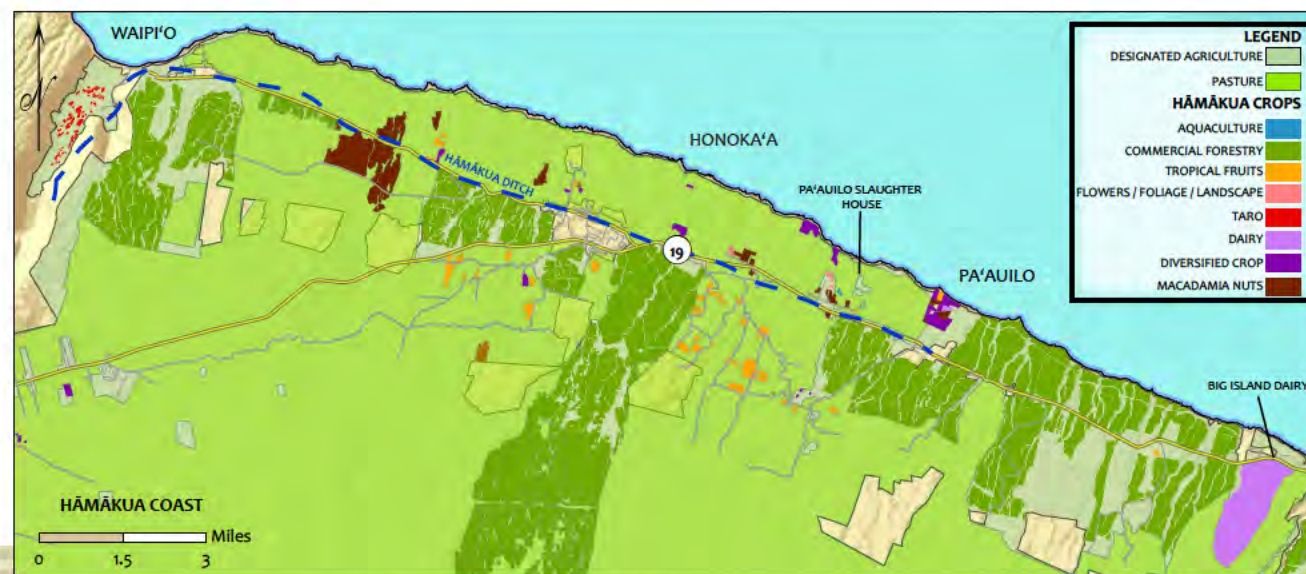 WAIPIʻO
N
HĀMĀKUA DITCH
HONOKAʻA
19
PAʻAUILO SLAUGHTER
HOUSE
PAʻAUILO
BIG ISLAND DAIRY
LEGEND
DESIGNATED AGRICULTURE
PASTURE
HĀMĀKUA CROPS
AQUACULTURE
COMMERCIAL FORESTRY
TROPICAL FRUITS
FLOWERS / FOLIAGE / LANDSCAPE
TARO
DAIRY
DIVERSIFIED CROP
MACADAMIA NUTS
HĀMĀKUA COAST
Miles
0 1.5 3